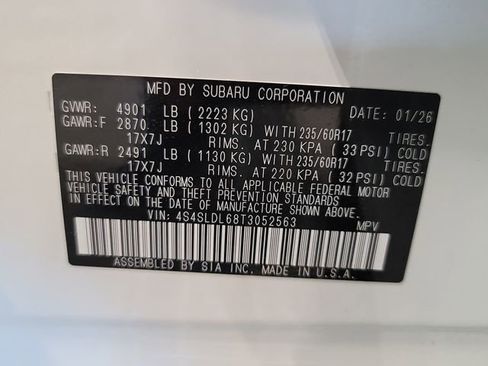 MFD BY SUBARU CORPORATION
GVWR: 4901 LB ( 2223 KG) DATE: 01/26
GAWR:F 2870 LB ( 1302 KG) WITH 235/60R17 TIRES.
17X7J RIMS. AT 230 KPA ( 33 PSI) COLD
GAWR:R 2491 LB ( 1130 KG) WITH 235/60R17 TIRES.
17X7J RIMS. AT 220 KPA ( 32 PSI) COLD
THIS VEHICLE CONFORMS TO ALL APPLICABLE FEDERAL MOTOR
VEHICLE SAFETY AND THEFT PREVENTION STANDARDS
IN EFFECT ON THE DATE OF MANUFACTURE SHOWN ABOVE.
VIN: 4S4SLDL68T3052563 MPV
ASSEMBLED BY SIA INC. MADE IN U.S.A.